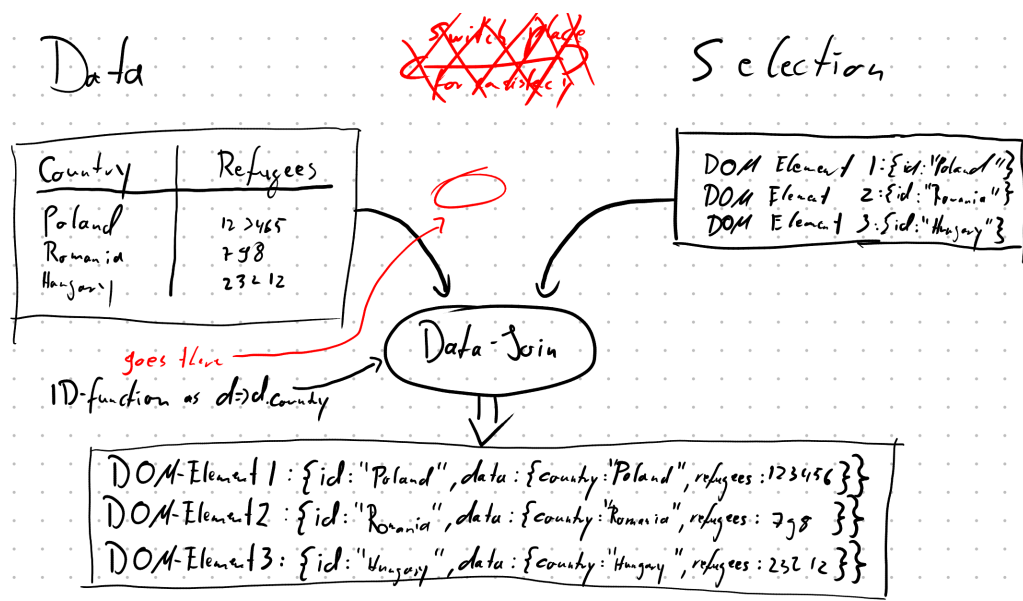 Data
Switch place
for
Selection
Country Refugees
Poland 123465
Romania 798
Hungary 23212
DOM Element 1:{id:"Poland"}
DOM Element 2:{id:"Romania"}
DOM Element 3:{id:"Hungary"}
Data-Join
goes there
ID-function as d=>d.country
DOM-Element1:{id:"Poland",data:{country:"Poland",refugees:123456}}
DOM-Element2:{id:"Romania",data:{country:"Romania",refugees:798}}
DOM-Element3:{id:"Hungary",data:{country:"Hungary",refugees:23212}}